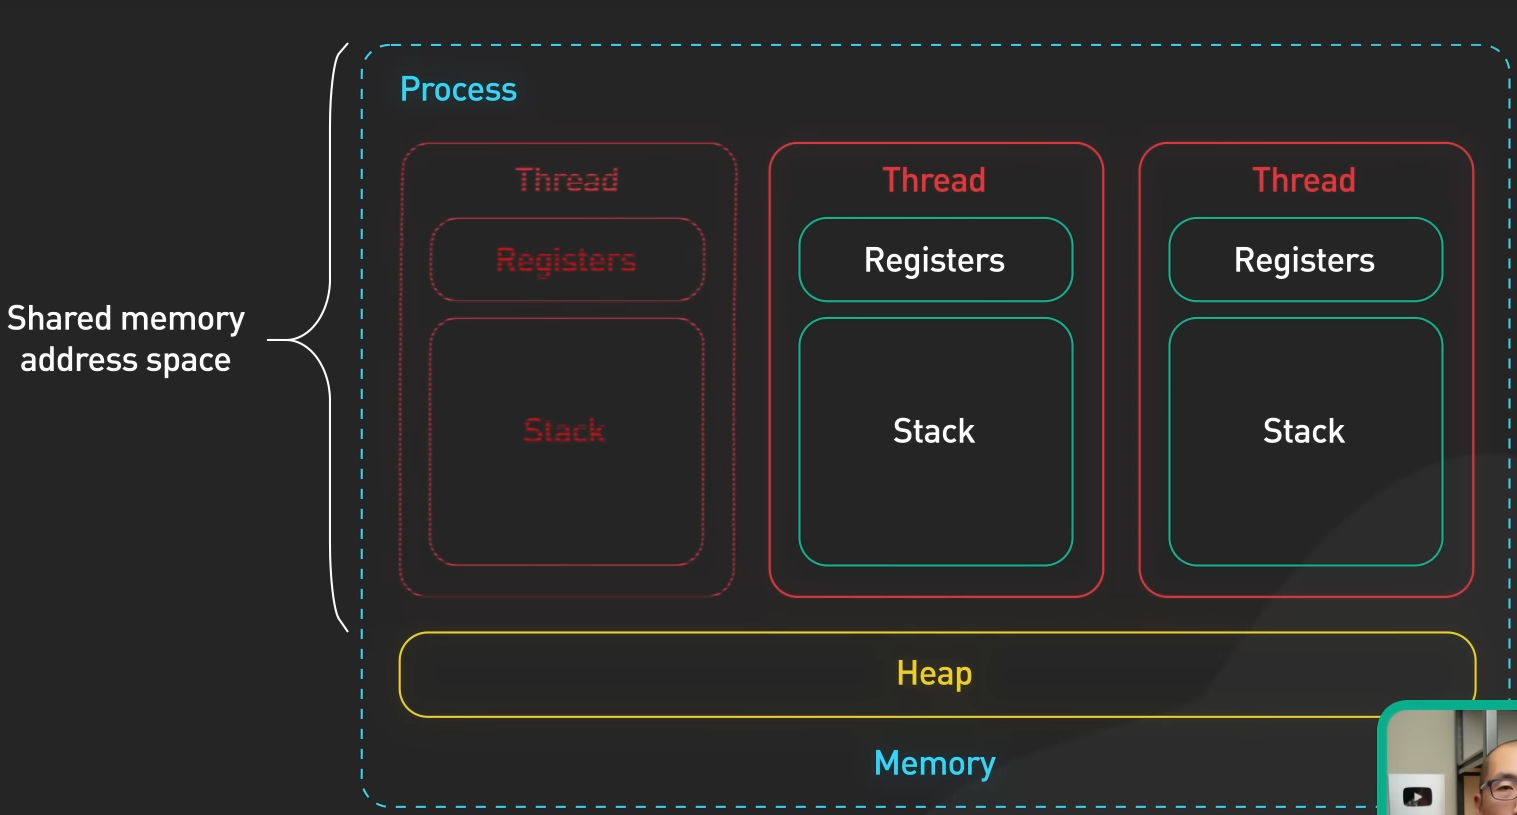 Process
Thread
Thread
Thread
Registers
Registers
Registers
Shared memory
address space
Stack
Stack
Stack
Heap
Memory